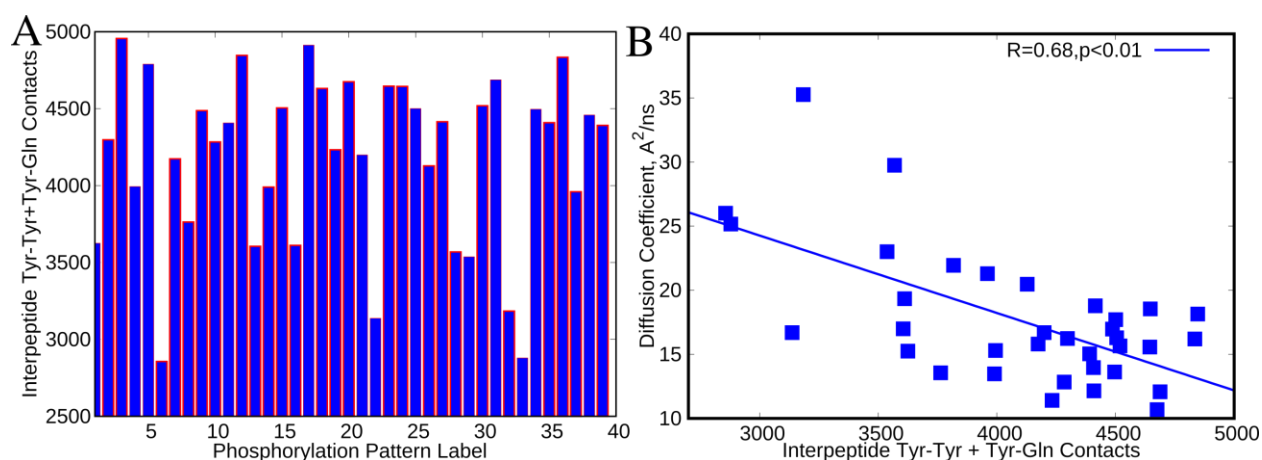 A
Interpeptide Tyr-Tyr+Tyr-Gln Contacts
5000
4500
4000
3500
3000
2500
5 10 15 20 25 30 35 40
Phosphorylation Pattern Label
B
Diffusion Coefficient, A^2/ns
40
35
30
25
20
15
10
R=0.68,p<0.01
3000 3500 4000 4500 5000
Interpeptide Tyr-Tyr + Tyr-Gln Contacts